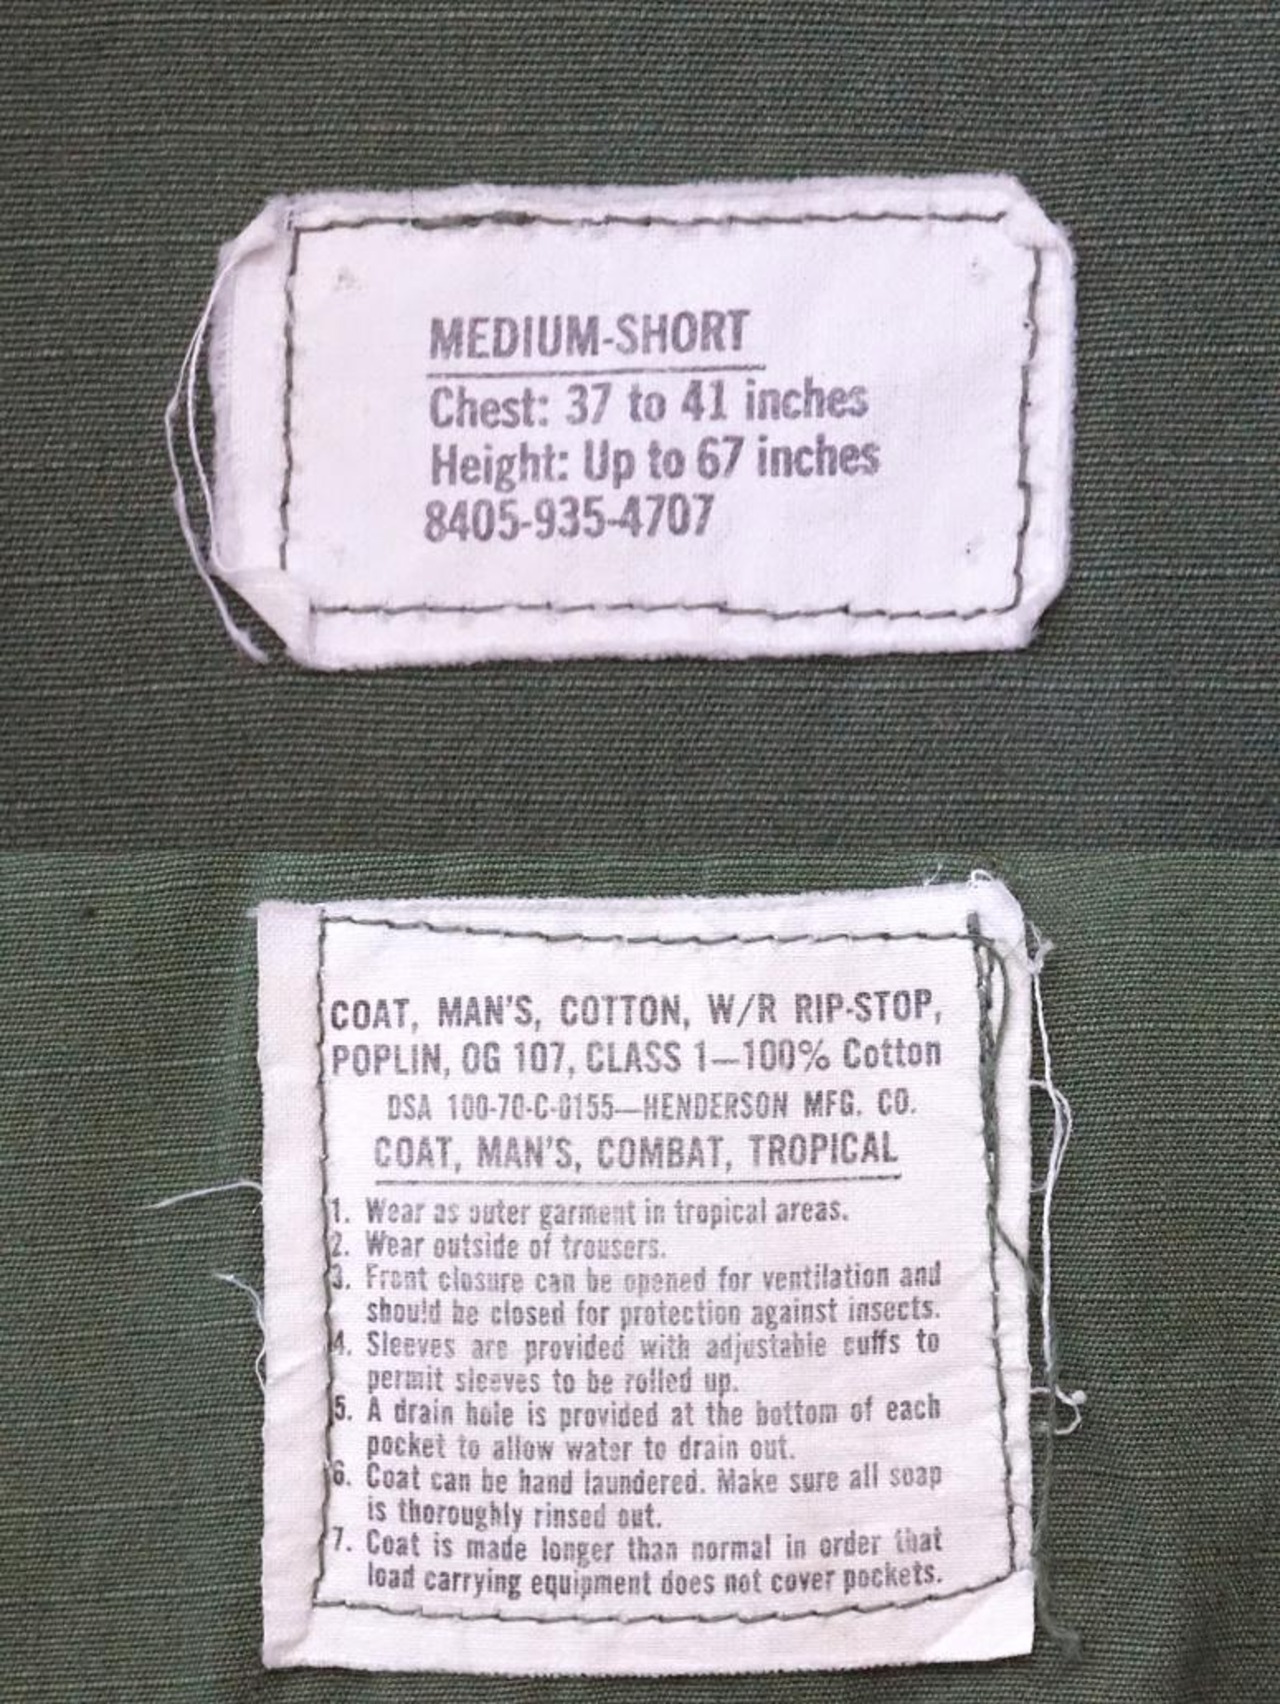 MEDIUM-SHORT
Chest: 37 to 41 inches
Height: Up to 67 inches
8405-935-4707
COAT, MAN'S, COTTON, W/R RIP-STOP,
POPLIN, OG 107, CLASS 1—100% Cotton
DSA 100-70-C-0155—HENDERSON MFG. CO.
COAT, MAN'S, COMBAT, TROPICAL
1. Wear as outer garment in tropical areas.
2. Wear outside of trousers.
3. Front closure can be opened for ventilation and
should be closed for protection against insects.
4. Sleeves are provided with adjustable cuffs to
permit sleeves to be rolled up.
5. A drain hole is provided at the bottom of each
pocket to allow water to drain out.
6. Coat can be hand laundered. Make sure all soap
is thoroughly rinsed out.
7. Coat is made longer than normal in order that
load carrying equipment does not cover pockets.